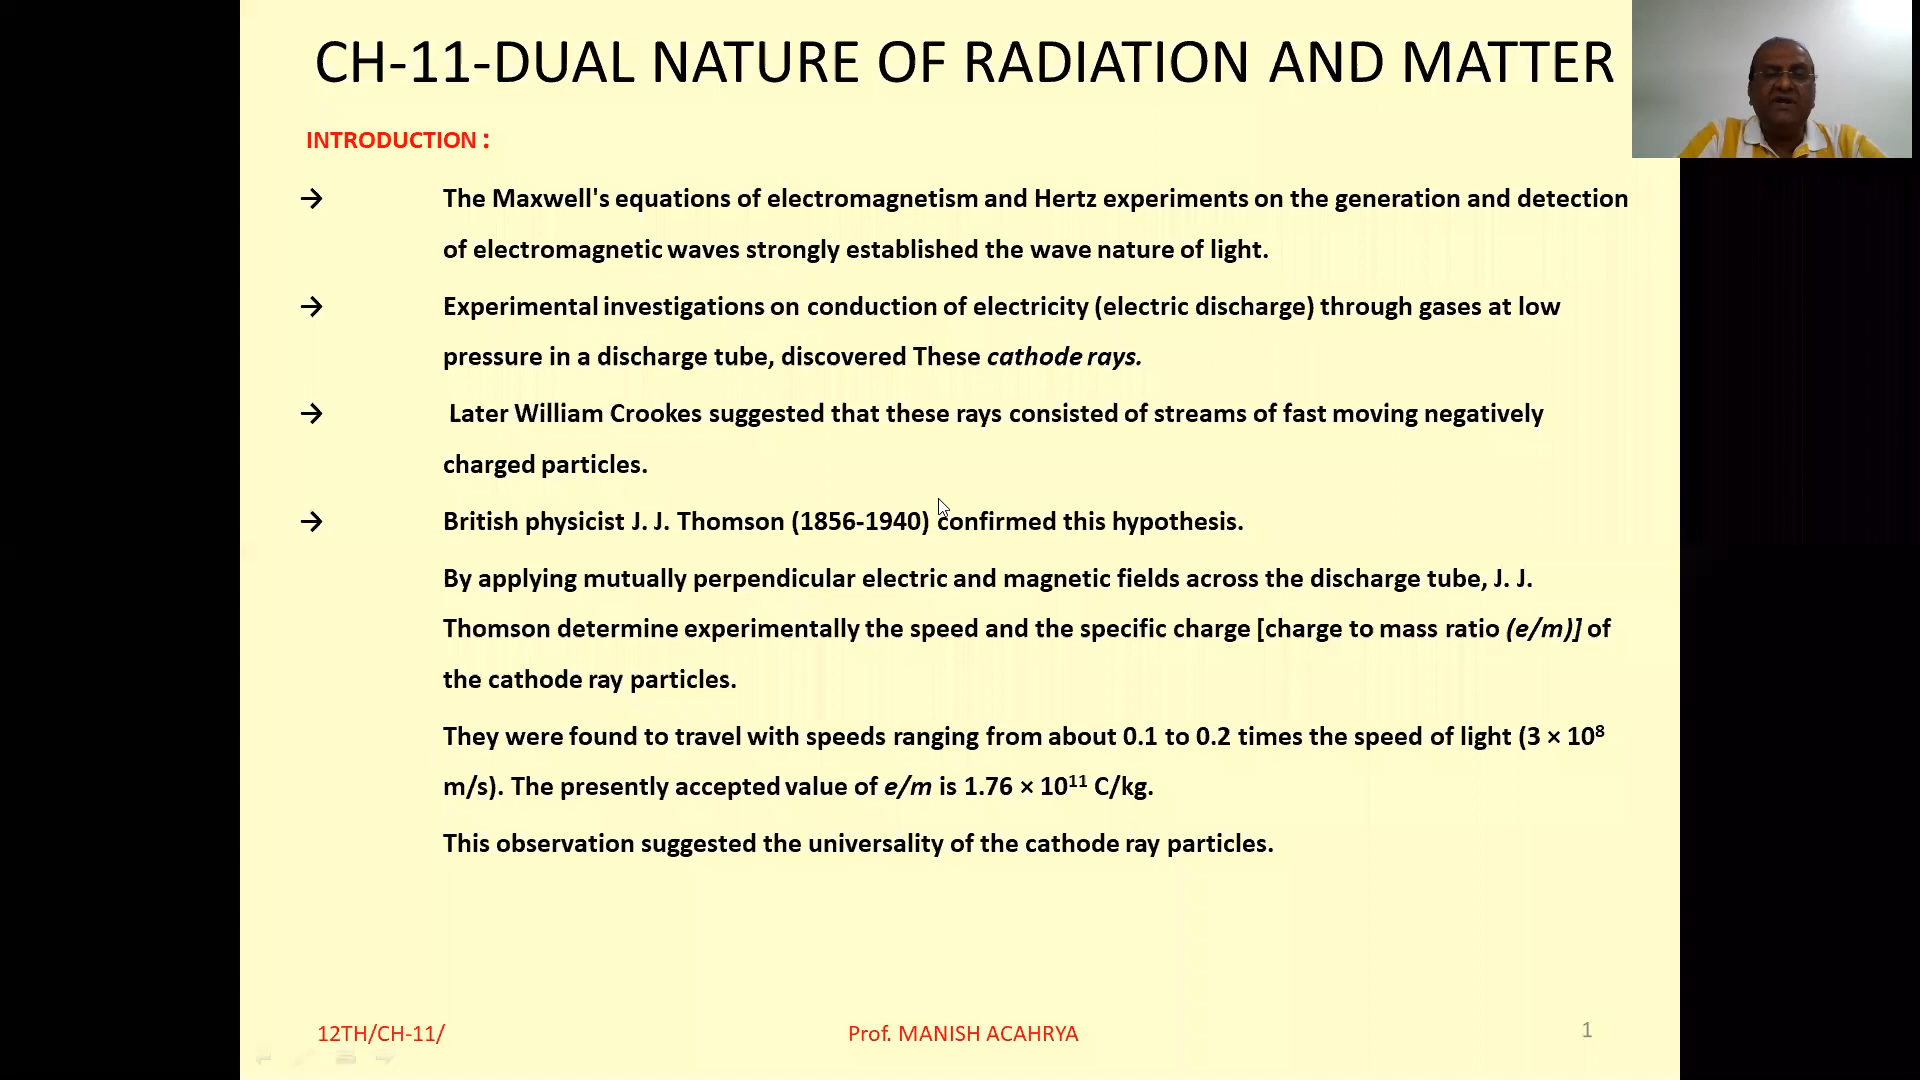 CH-11-DUAL NATURE OF RADIATION AND MATTER
INTRODUCTION :
→ The Maxwell's equations of electromagnetism and Hertz experiments on the generation and detection
of electromagnetic waves strongly established the wave nature of light.
→ Experimental investigations on conduction of electricity (electric discharge) through gases at low
pressure in a discharge tube, discovered These cathode rays.
→ Later William Crookes suggested that these rays consisted of streams of fast moving negatively
charged particles.
→ British physicist J. J. Thomson (1856-1940) confirmed this hypothesis.
By applying mutually perpendicular electric and magnetic fields across the discharge tube, J. J.
Thomson determine experimentally the speed and the specific charge [charge to mass ratio (e/m)] of
the cathode ray particles.
They were found to travel with speeds ranging from about 0.1 to 0.2 times the speed of light (3 × 10⁸
m/s). The presently accepted value of e/m is 1.76 × 10¹¹ C/kg.
This observation suggested the universality of the cathode ray particles.
12TH/CH-11/
Prof. MANISH ACAHRYA
1